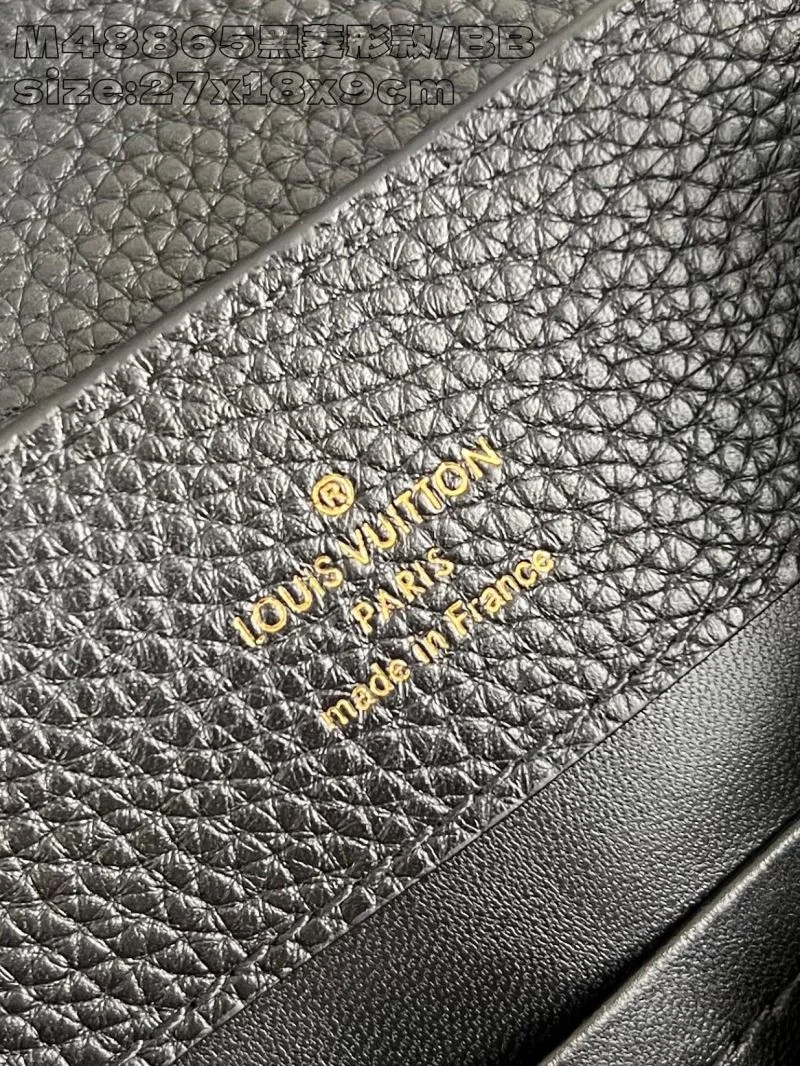 M48865黑菱形款/BB
size:27x18x9cm
®
LOUIS VUITTON
PARIS
made in France